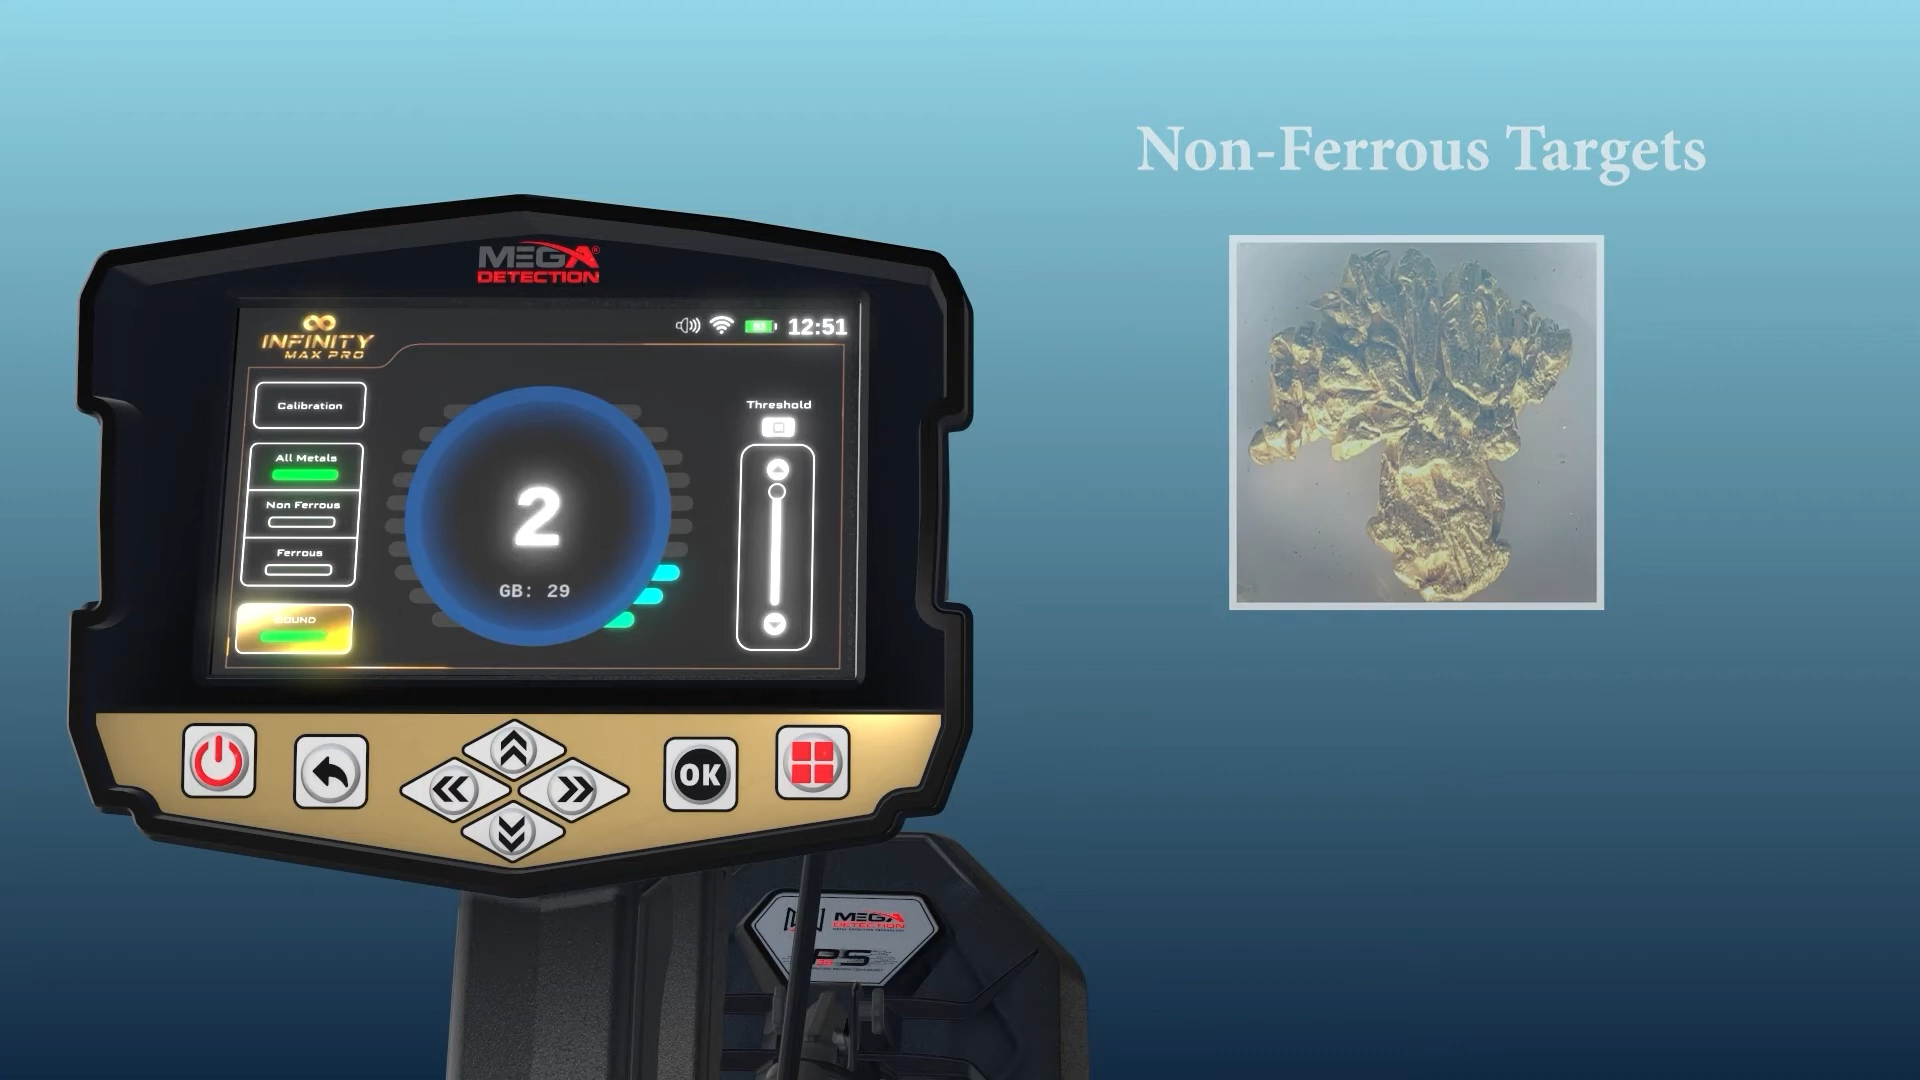 Non-Ferrous Targets
MEGA
DETECTION
INFINITY
MAX PRO
93
12:51
Calibration
All Metals
Non Ferrous
Ferrous
SOUND
2
GB: 29
Threshold
OK
MEGA
DETECTION